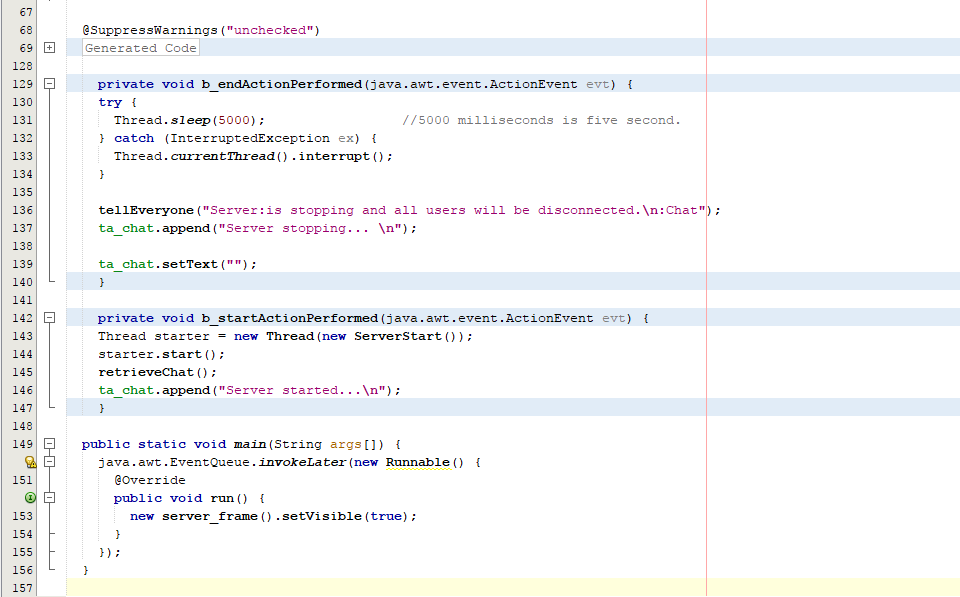 67
68 @SuppressWarnings("unchecked")
69 Generated Code
128
129 private void b_endActionPerformed(java.awt.event.ActionEvent evt) {
130 try {
131 Thread.sleep(5000); //5000 milliseconds is five second.
132 } catch (InterruptedException ex) {
133 Thread.currentThread().interrupt();
134 }
135
136 tellEveryone("Server:is stopping and all users will be disconnected.\n:Chat");
137 ta_chat.append("Server stopping... \n");
138
139 ta_chat.setText("");
140 }
141
142 private void b_startActionPerformed(java.awt.event.ActionEvent evt) {
143 Thread starter = new Thread(new ServerStart());
144 starter.start();
145 retrieveChat();
146 ta_chat.append("Server started...\n");
147 }
148
149 public static void main(String args[]) {
java.awt.EventQueue.invokeLater(new Runnable() {
151 @Override
public void run() {
153 new server_frame().setVisible(true);
154 }
155 });
156 }
157